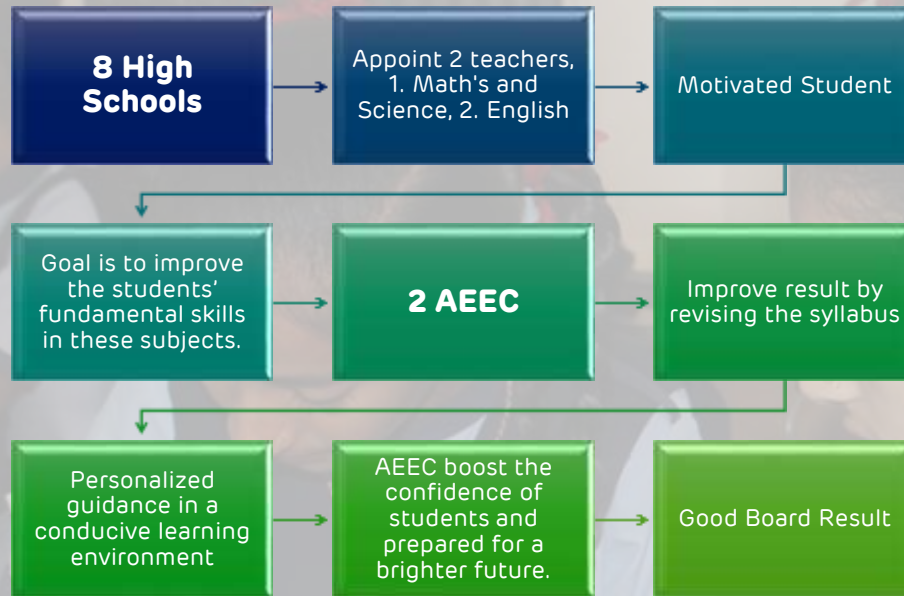 8 High
Schools
Appoint 2 teachers,
1. Math's and
Science, 2. English
Motivated Student
Goal is to improve
the students’
fundamental skills
in these subjects.
2 AEEC
Improve result by
revising the syllabus
Personalized
guidance in a
conducive learning
environment
AEEC boost the
confidence of
students and
prepared for a
brighter future.
Good Board Result